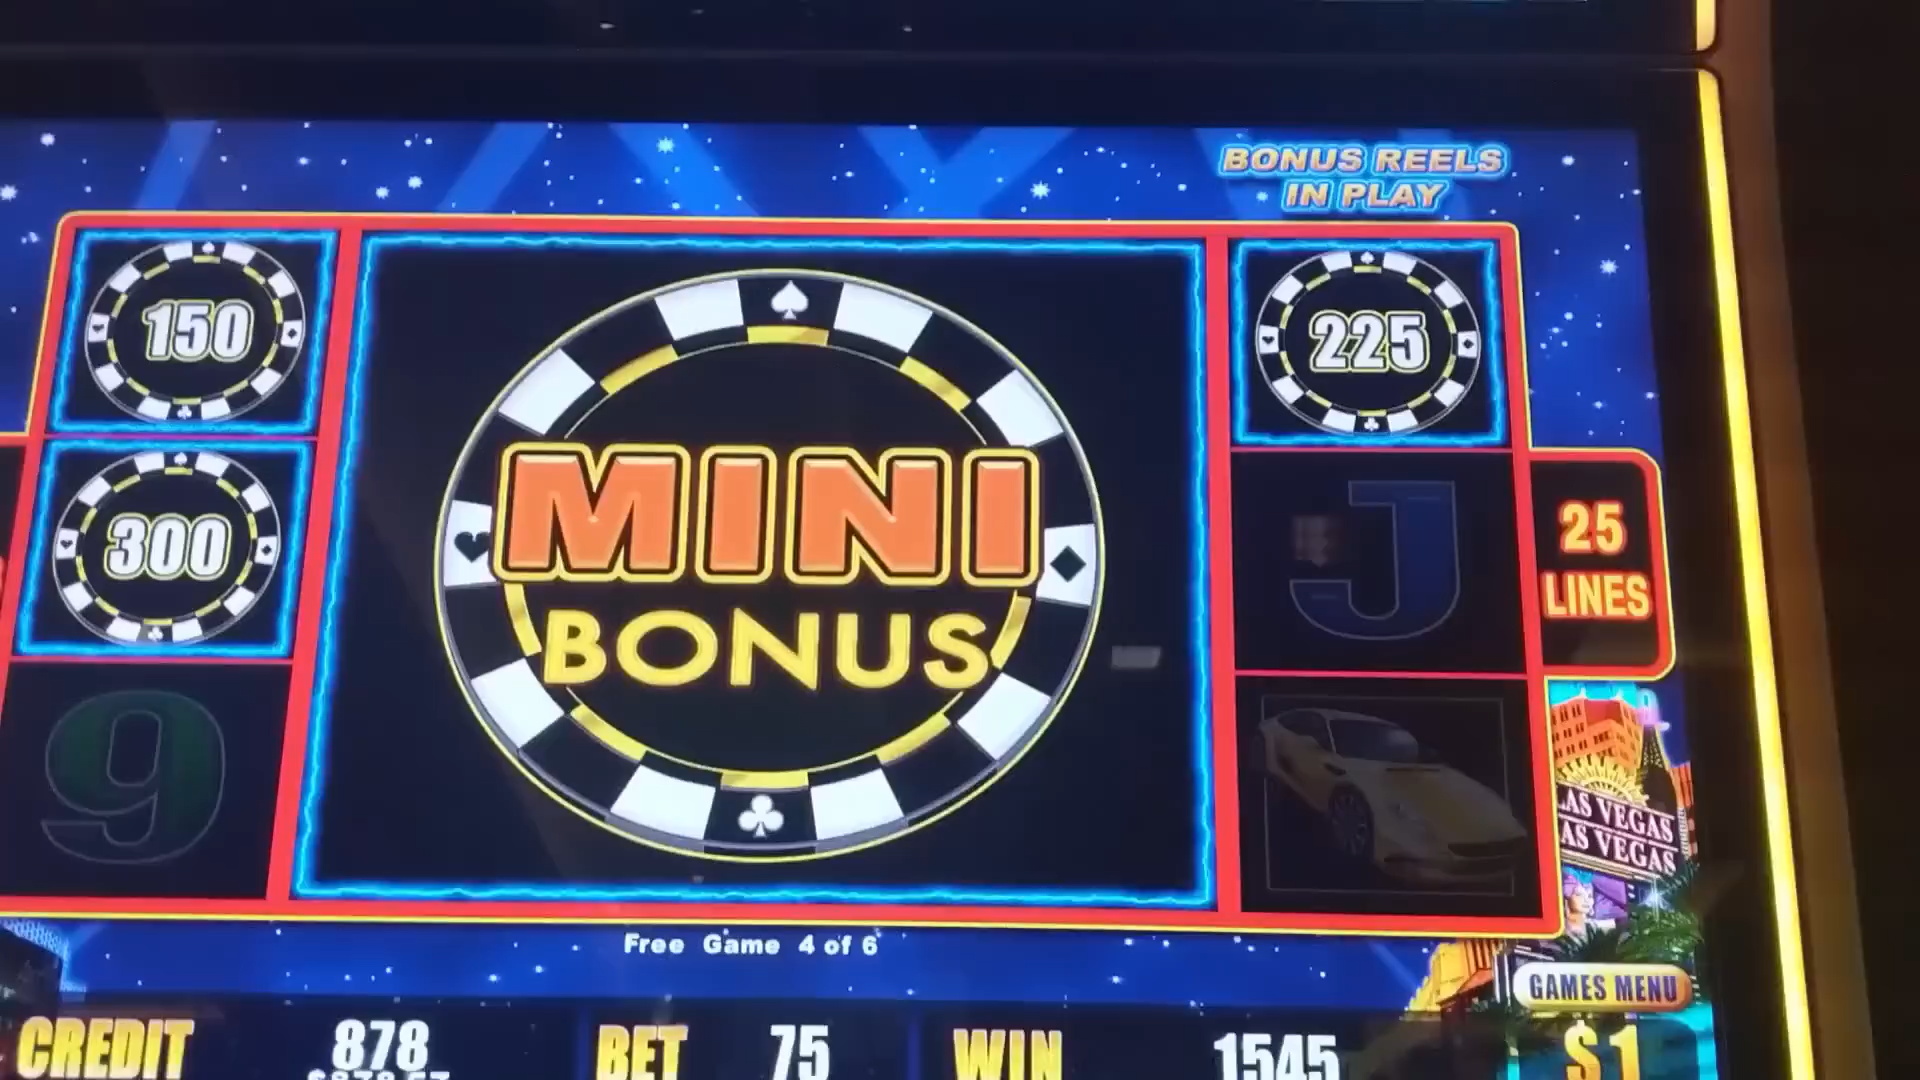 BONUS REELS
IN PLAY
150
225
300
MINI
BONUS
J
9
25
LINES
LAS VEGAS
LAS VEGAS
Free Game 4 of 6
GAMES MENU
CREDIT 878 BET 75 WIN 1545 $1